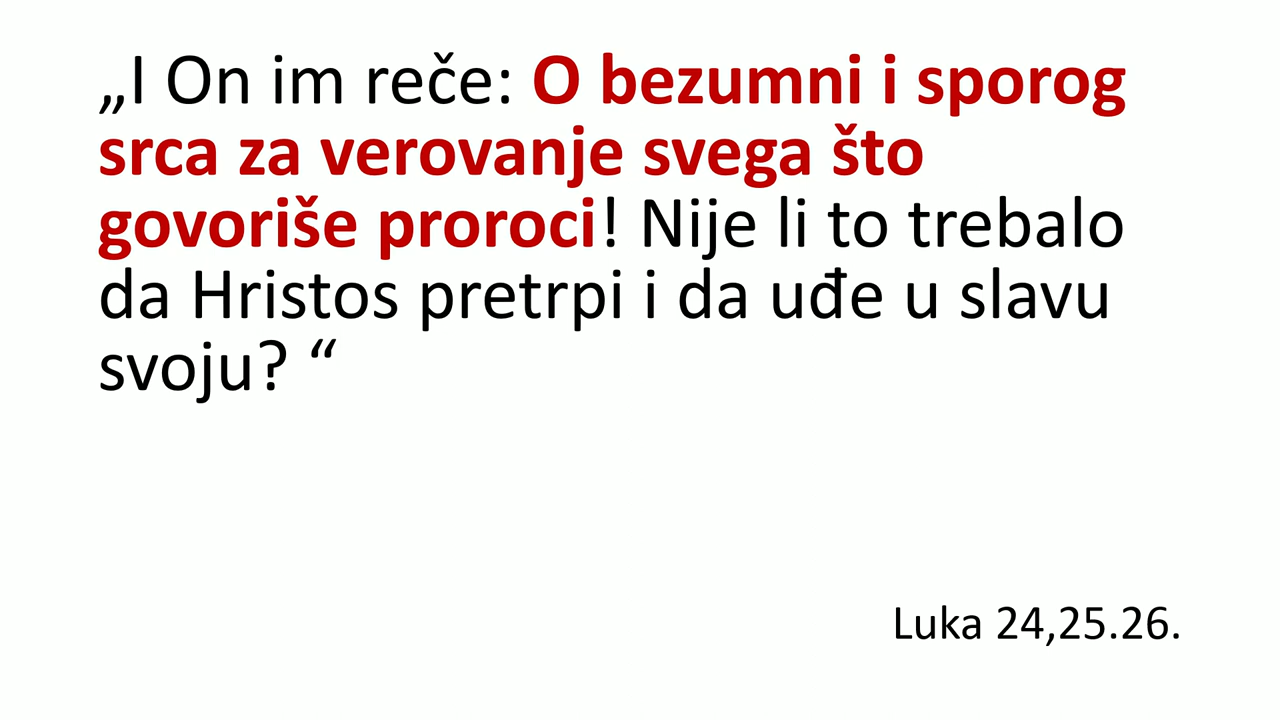 „I On im reče: O bezumni i sporog
srca za verovanje svega što
govoriše proroci! Nije li to trebalo
da Hristos pretrpi i da uđe u slavu
svoju? “
Luka 24,25.26.